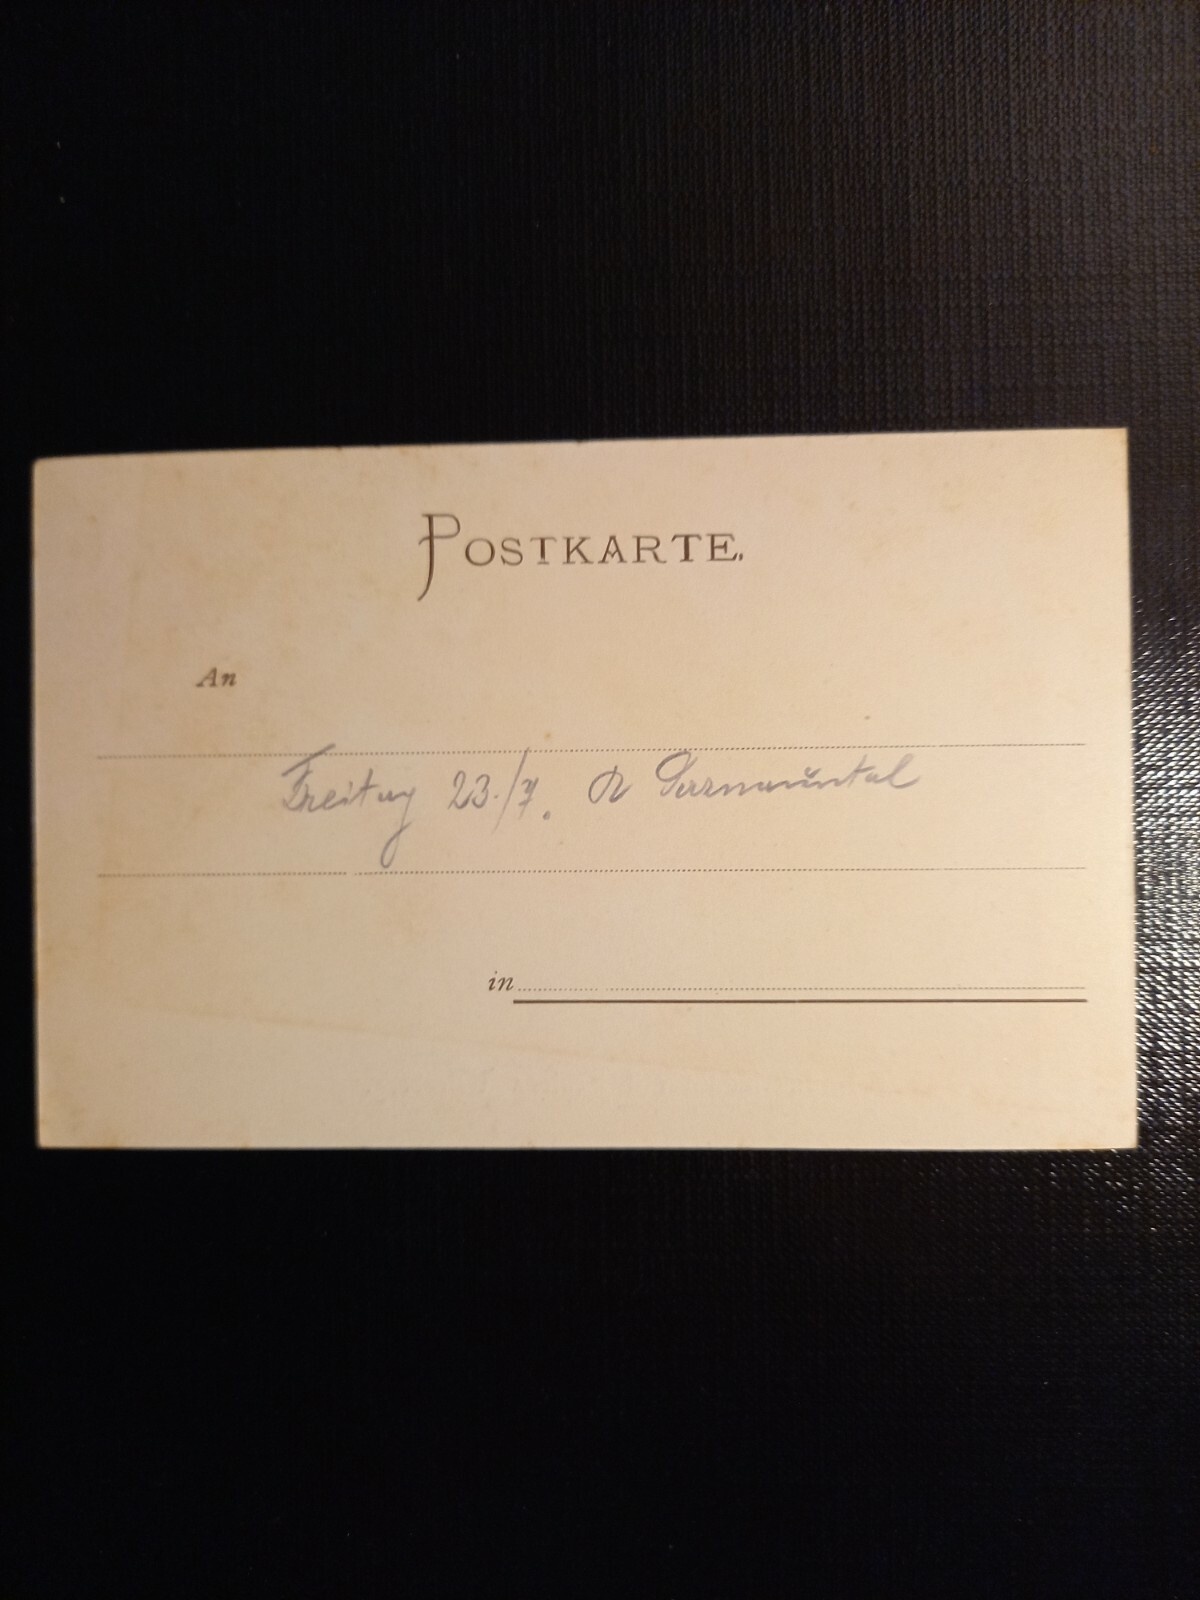 POSTKARTE.
An
Freitag 23./7.
in